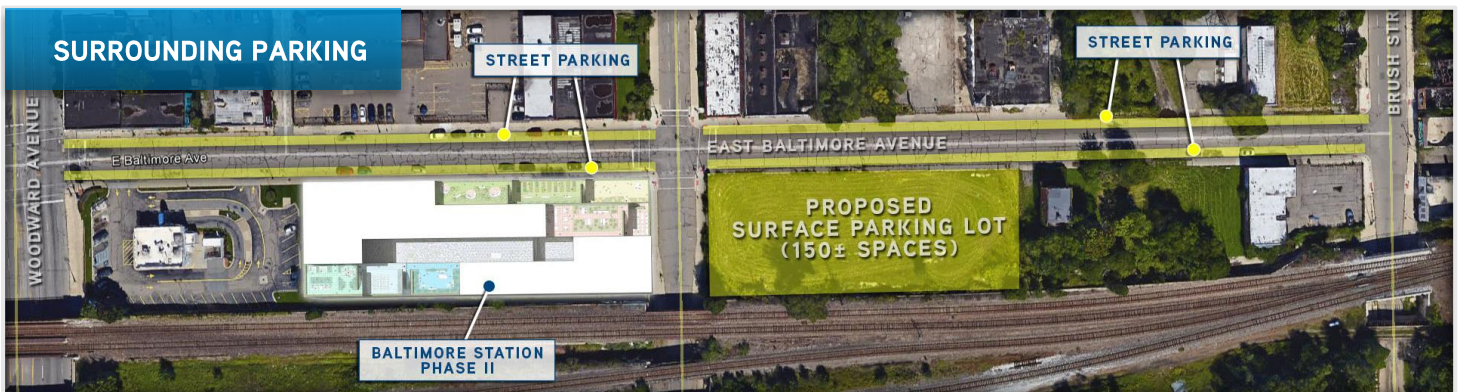 SURROUNDING PARKING
STREET PARKING
STREET PARKING
WOODWARD AVENUE
E Baltimore Ave
EAST BALTIMORE AVENUE
BRUSH STR
PROPOSED
SURFACE PARKING LOT
(150± SPACES)
BALTIMORE STATION
PHASE II